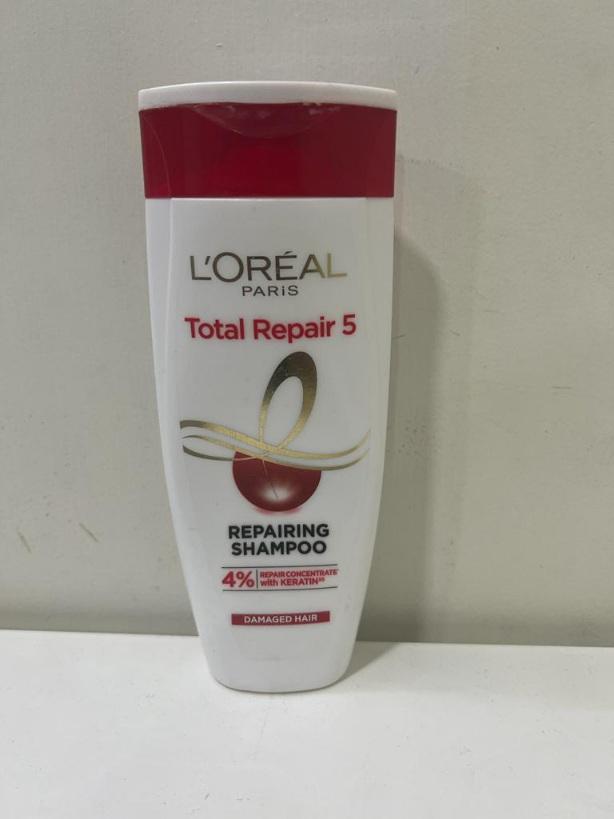 L'ORÉAL
PARiS
Total Repair 5
REPAIRING
SHAMPOO
4% REPAIR CONCENTRATE
with KERATIN
DAMAGED HAIR